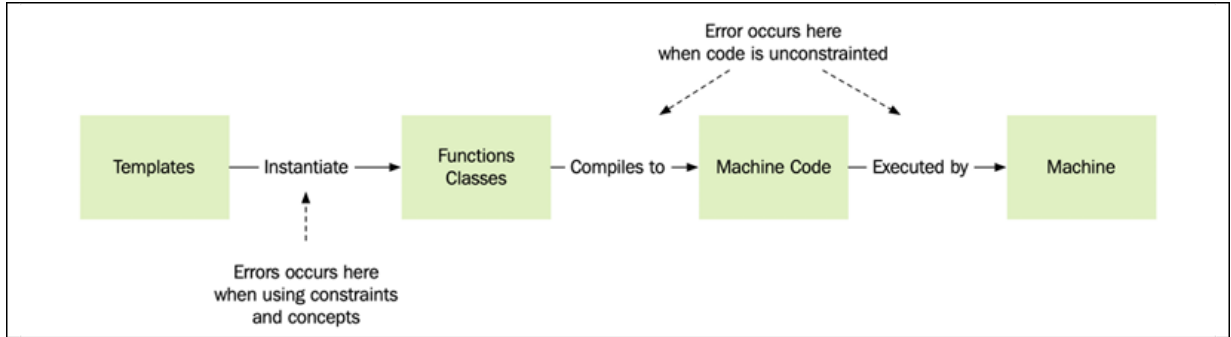 Error occurs here
when code is unconstrainted
Templates
Instantiate
Functions
Classes
Compiles to
Machine Code
Executed by
Machine
Errors occurs here
when using constraints
and concepts